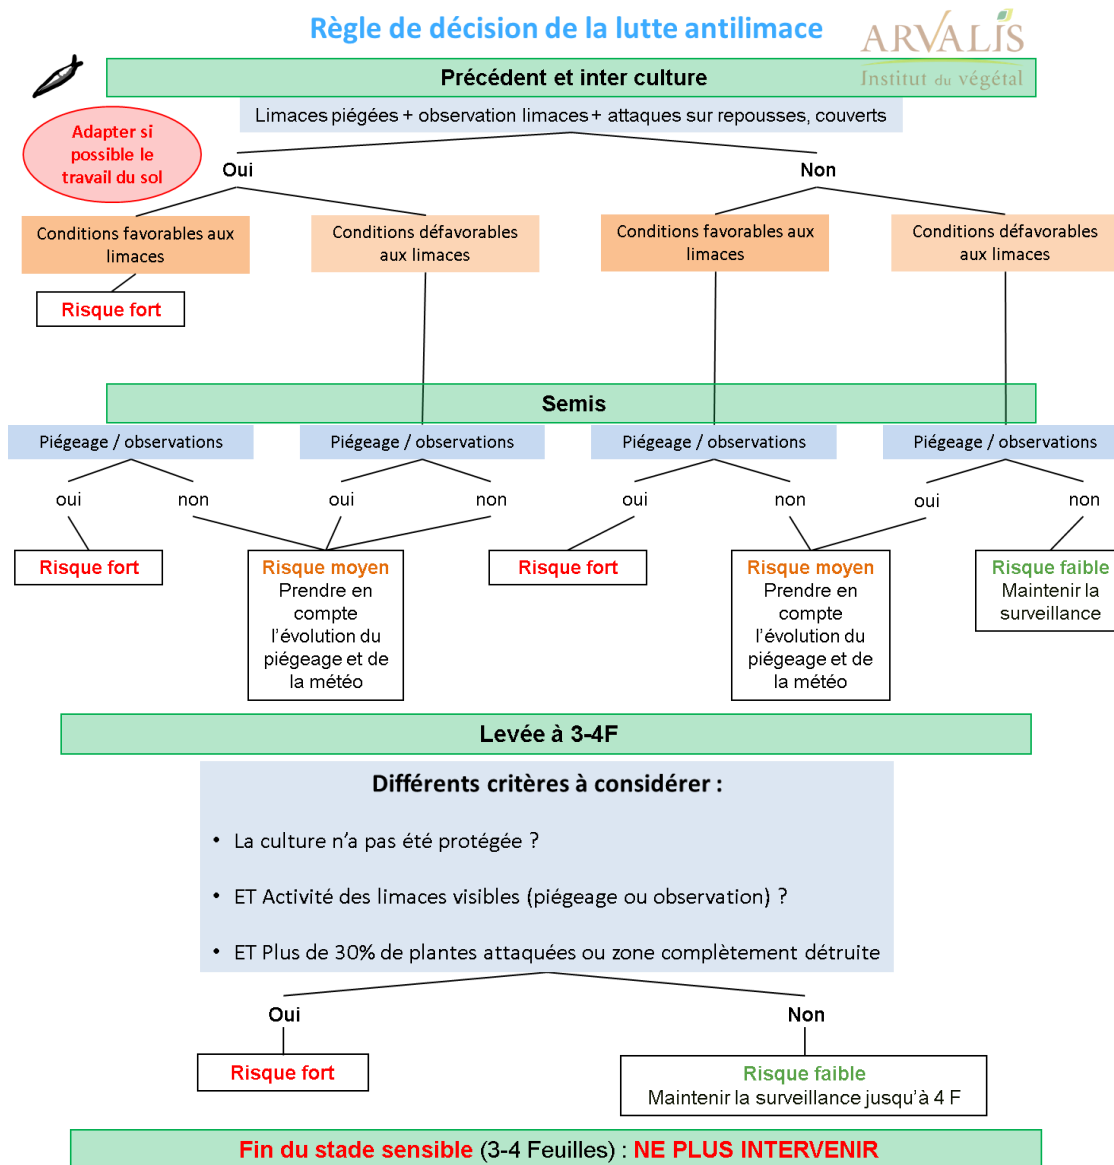 Règle de décision de la lutte antilimace
ARVALIS
Institut du végétal
Précédent et inter culture
Limaces piégées + observation limaces + attaques sur repousses, couverts
Adapter si
possible le
travail du sol
Oui
Non
Conditions favorables aux
limaces
Conditions défavorables
aux limaces
Conditions favorables aux
limaces
Conditions défavorables
aux limaces
Risque fort
Semis
Piégeage / observations
Piégeage / observations
Piégeage / observations
Piégeage / observations
oui
non
oui
non
oui
non
oui
non
Risque fort
Risque moyen
Prendre en
compte
l'évolution du
piégeage et de
la météo
Risque fort
Risque moyen
Prendre en
compte
l'évolution du
piégeage et de
la météo
Risque faible
Maintenir la
surveillance
Levée à 3-4F
Différents critères à considérer :
• La culture n'a pas été protégée ?
• ET Activité des limaces visibles (piégeage ou observation) ?
• ET Plus de 30% de plantes attaquées ou zone complètement détruite
Oui
Non
Risque fort
Risque faible
Maintenir la surveillance jusqu'à 4 F
Fin du stade sensible (3-4 Feuilles) : NE PLUS INTERVENIR